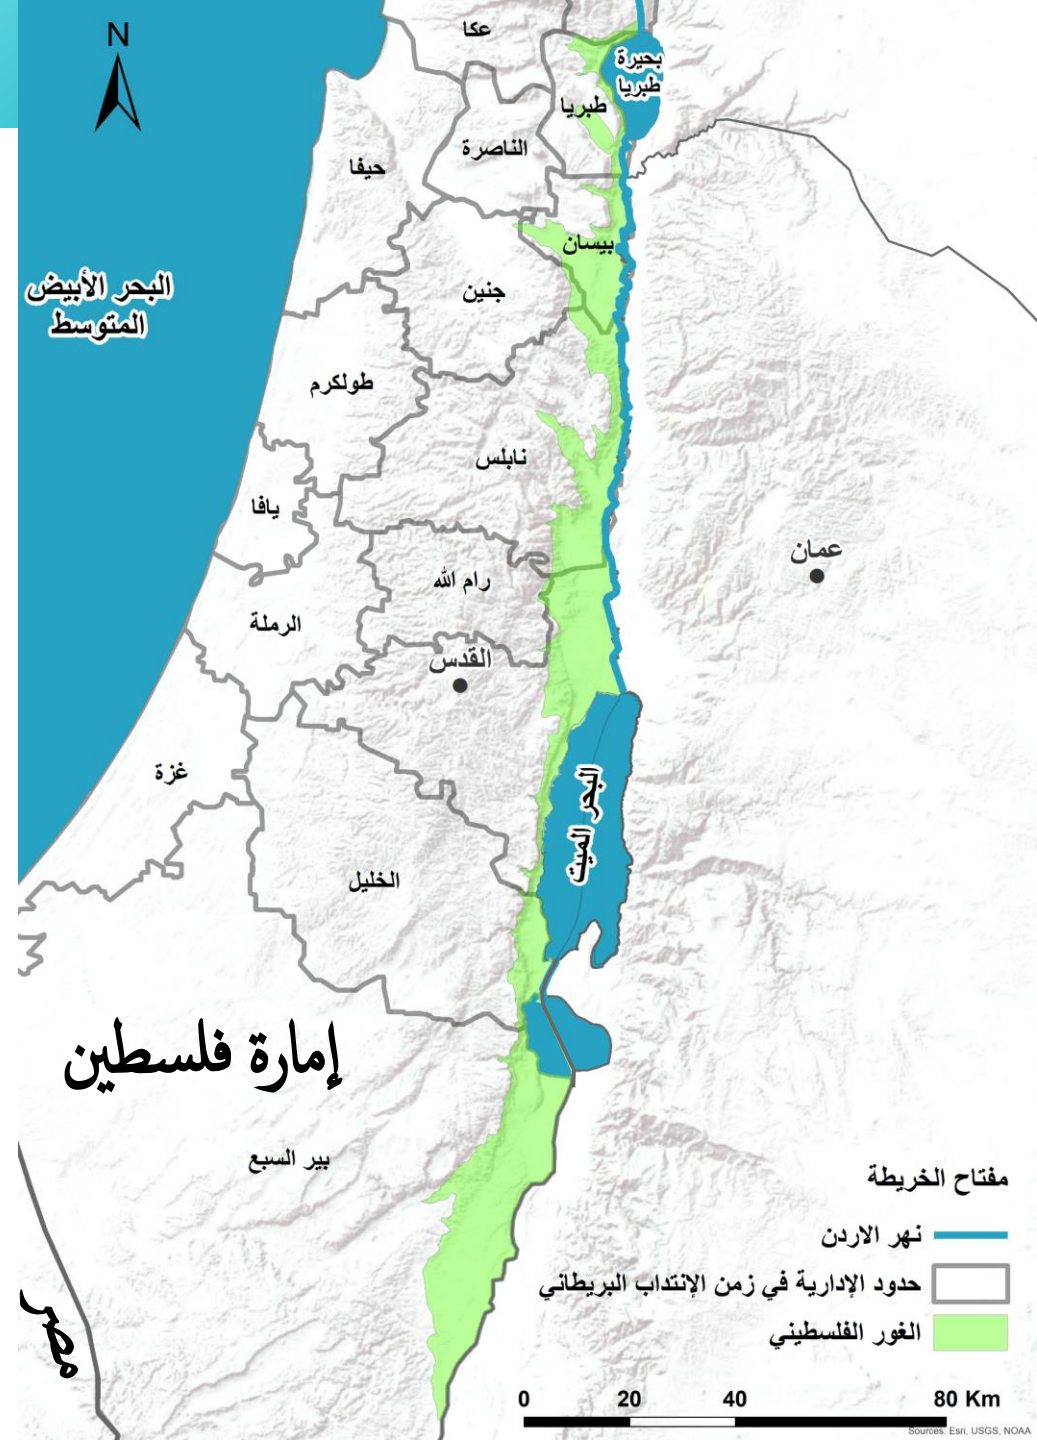 N
عكا
بحيرة
طبريا
طبريا
الناصرة
حيفا
بيسان
البحر الأبيض
المتوسط
جنين
طولكرم
نابلس
يافا
عمان
رام الله
الرملة
القدس
غزة
البحر الميت
الخليل
إمارة فلسطين
بير السبع
مصر
مفتاح الخريطة
نهر الاردن
حدود الإدارية في زمن الإنتداب البريطاني
الغور الفلسطيني
0 20 40 80 Km
Sources: Esri, USGS, NOAA